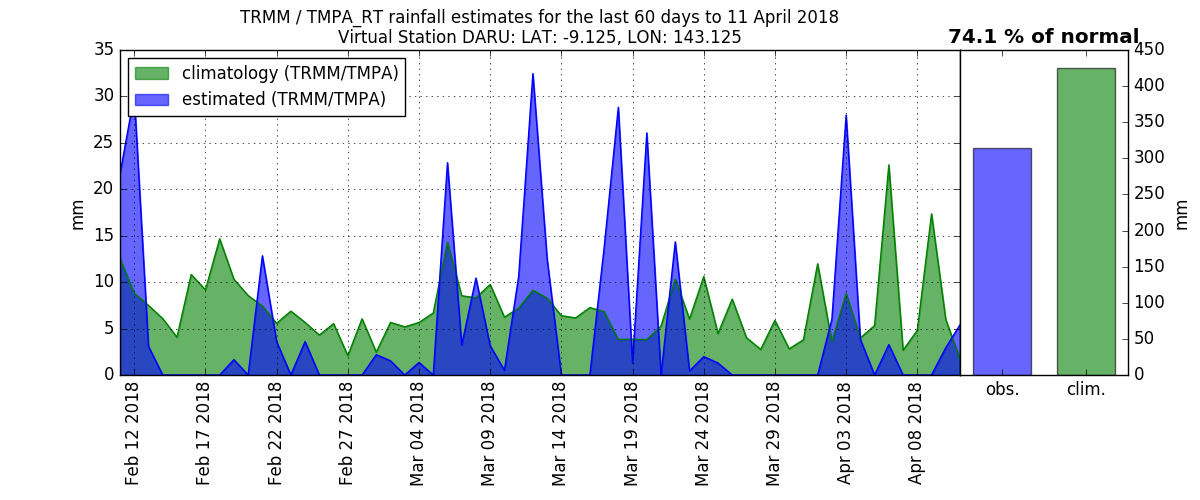 TRMM / TMPA_RT rainfall estimates for the last 60 days to 11 April 2018
Virtual Station DARU: LAT: -9.125, LON: 143.125
74.1 % of normal
climatology (TRMM/TMPA)
estimated (TRMM/TMPA)
35
30
25
20
15
10
5
0
mm
Feb 12 2018
Feb 17 2018
Feb 22 2018
Feb 27 2018
Mar 04 2018
Mar 09 2018
Mar 14 2018
Mar 19 2018
Mar 24 2018
Mar 29 2018
Apr 03 2018
Apr 08 2018
450
400
350
300
250
200
150
100
50
0
mm
obs.
clim.